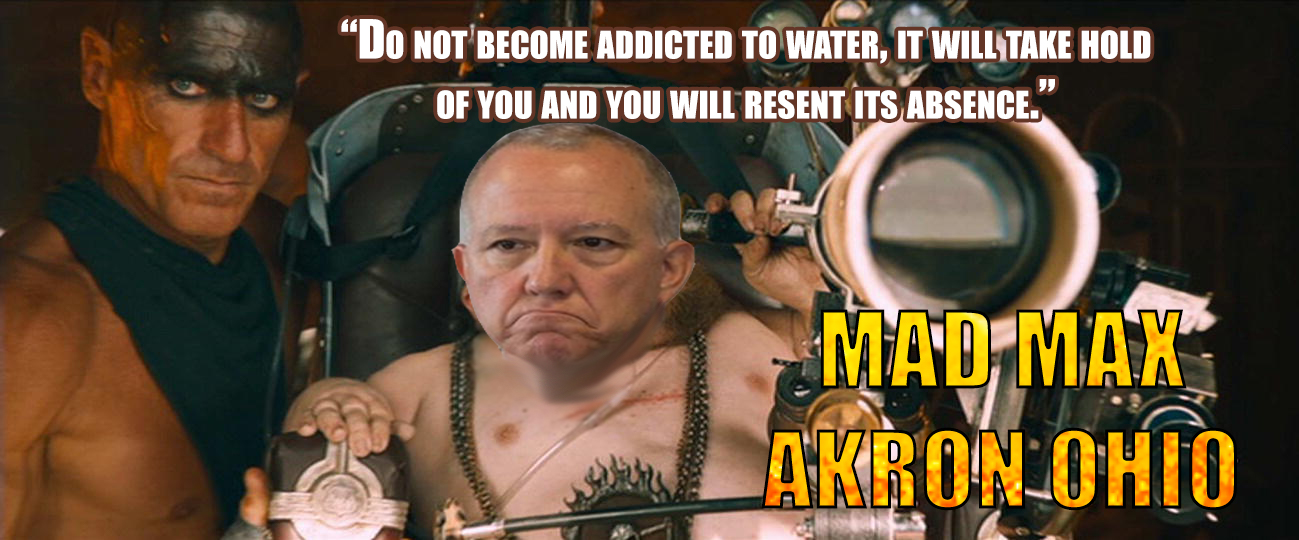 “DO NOT BECOME ADDICTED TO WATER, IT WILL TAKE HOLD
OF YOU AND YOU WILL RESENT ITS ABSENCE.”
MAD MAX
AKRON OHIO